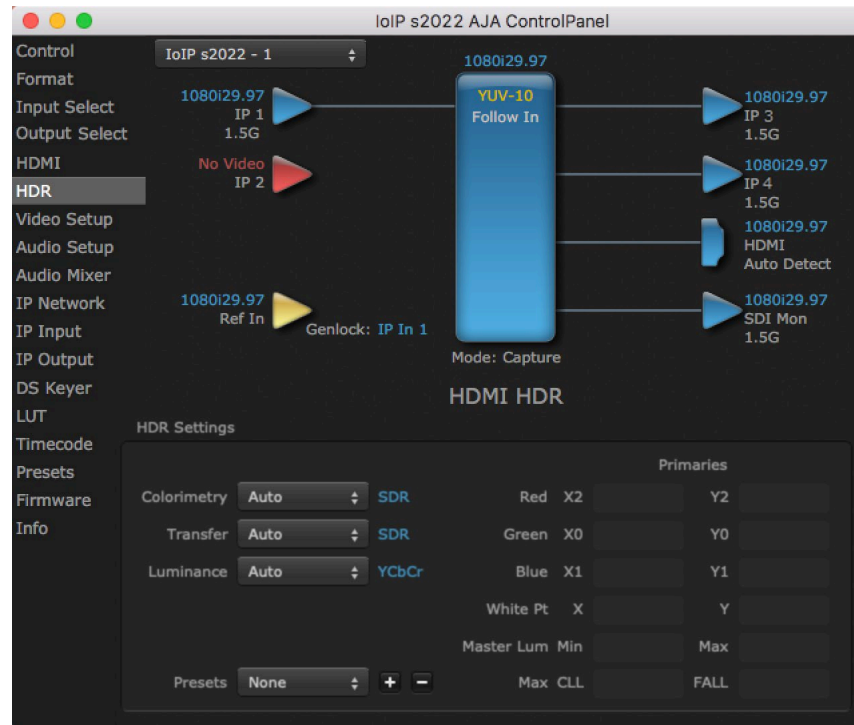 IoIP s2022 AJA ControlPanel
Control
Format
Input Select
Output Select
HDMI
HDR
Video Setup
Audio Setup
Audio Mixer
IP Network
IP Input
IP Output
DS Keyer
LUT
Timecode
Presets
Firmware
Info
IoIP s2022 - 1
1080i29.97
IP 1
1.5G
No Video
IP 2
1080i29.97
Ref In
Genlock: IP In 1
1080i29.97
YUV-10
Follow In
Mode: Capture
1080i29.97
IP 3
1.5G
1080i29.97
IP 4
1.5G
1080i29.97
HDMI
Auto Detect
1080i29.97
SDI Mon
1.5G
HDMI HDR
HDR Settings
Primaries
Colorimetry Auto SDR Red X2 Y2
Transfer Auto SDR Green X0 Y0
Luminance Auto YCbCr Blue X1 Y1
White Pt X Y
Master Lum Min Max
Presets None + - Max CLL FALL